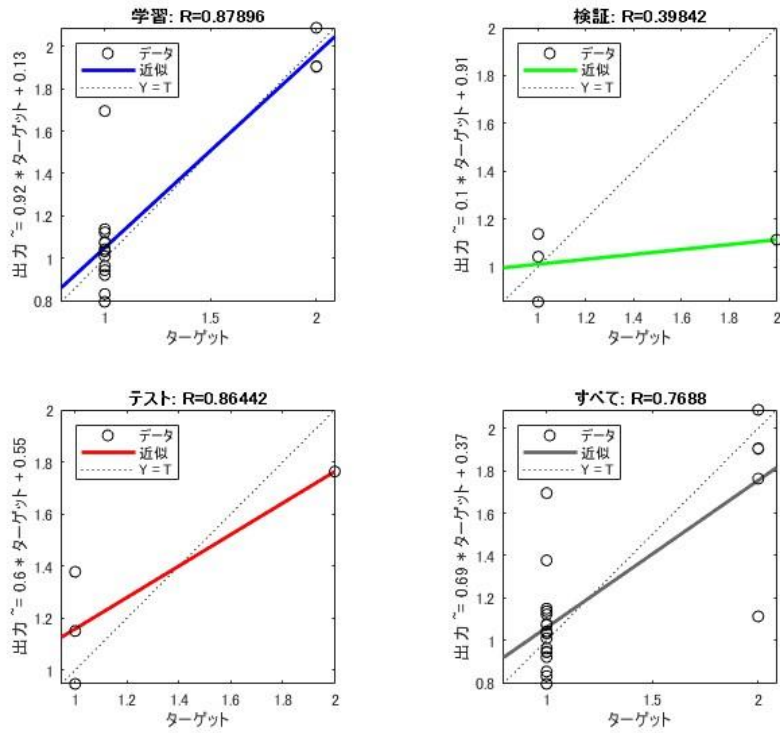 学習: R=0.87896
データ
近似
Y = T
出力 ~= 0.92 * ターゲット + 0.13
2
1.8
1.6
1.4
1.2
1
0.8
1
1.5
2
ターゲット
検証: R=0.39842
データ
近似
Y = T
出力 ~= 0.1 * ターゲット + 0.91
2
1.8
1.6
1.4
1.2
1
1
1.2
1.4
1.6
1.8
2
ターゲット
テスト: R=0.86442
データ
近似
Y = T
出力 ~= 0.6 * ターゲット + 0.55
2
1.8
1.6
1.4
1.2
1
1
1.2
1.4
1.6
1.8
2
ターゲット
すべて: R=0.7688
データ
近似
Y = T
出力 ~= 0.69 * ターゲット + 0.37
2
1.8
1.6
1.4
1.2
1
0.8
1
1.5
2
ターゲット